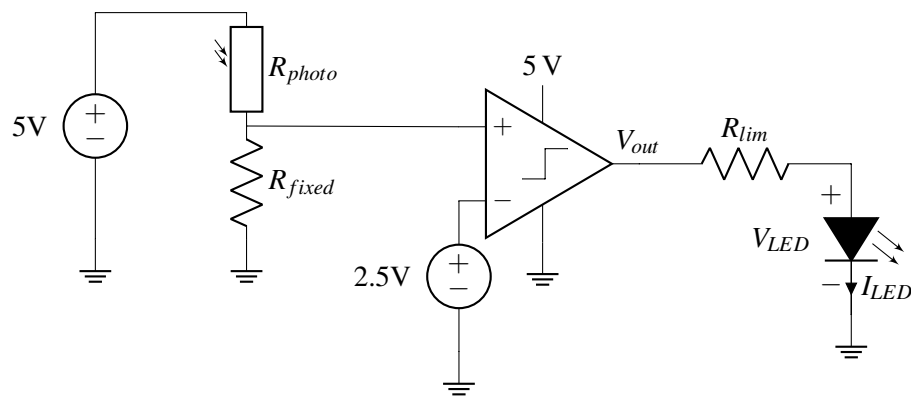 5V
+
−
R_photo
R_fixed
5 V
+
−
2.5V
+
−
V_out
R_lim
+
V_LED
−
I_LED